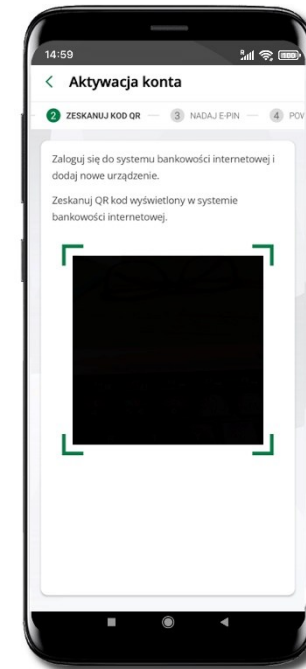 14:59
Aktywacja konta
2 ZESKANUJ KOD QR 3 NADAJ E-PIN 4 POW
Zaloguj się do systemu bankowości internetowej i
dodaj nowe urządzenie.
Zeskanuj QR kod wyświetlony w systemie
bankowości internetowej.